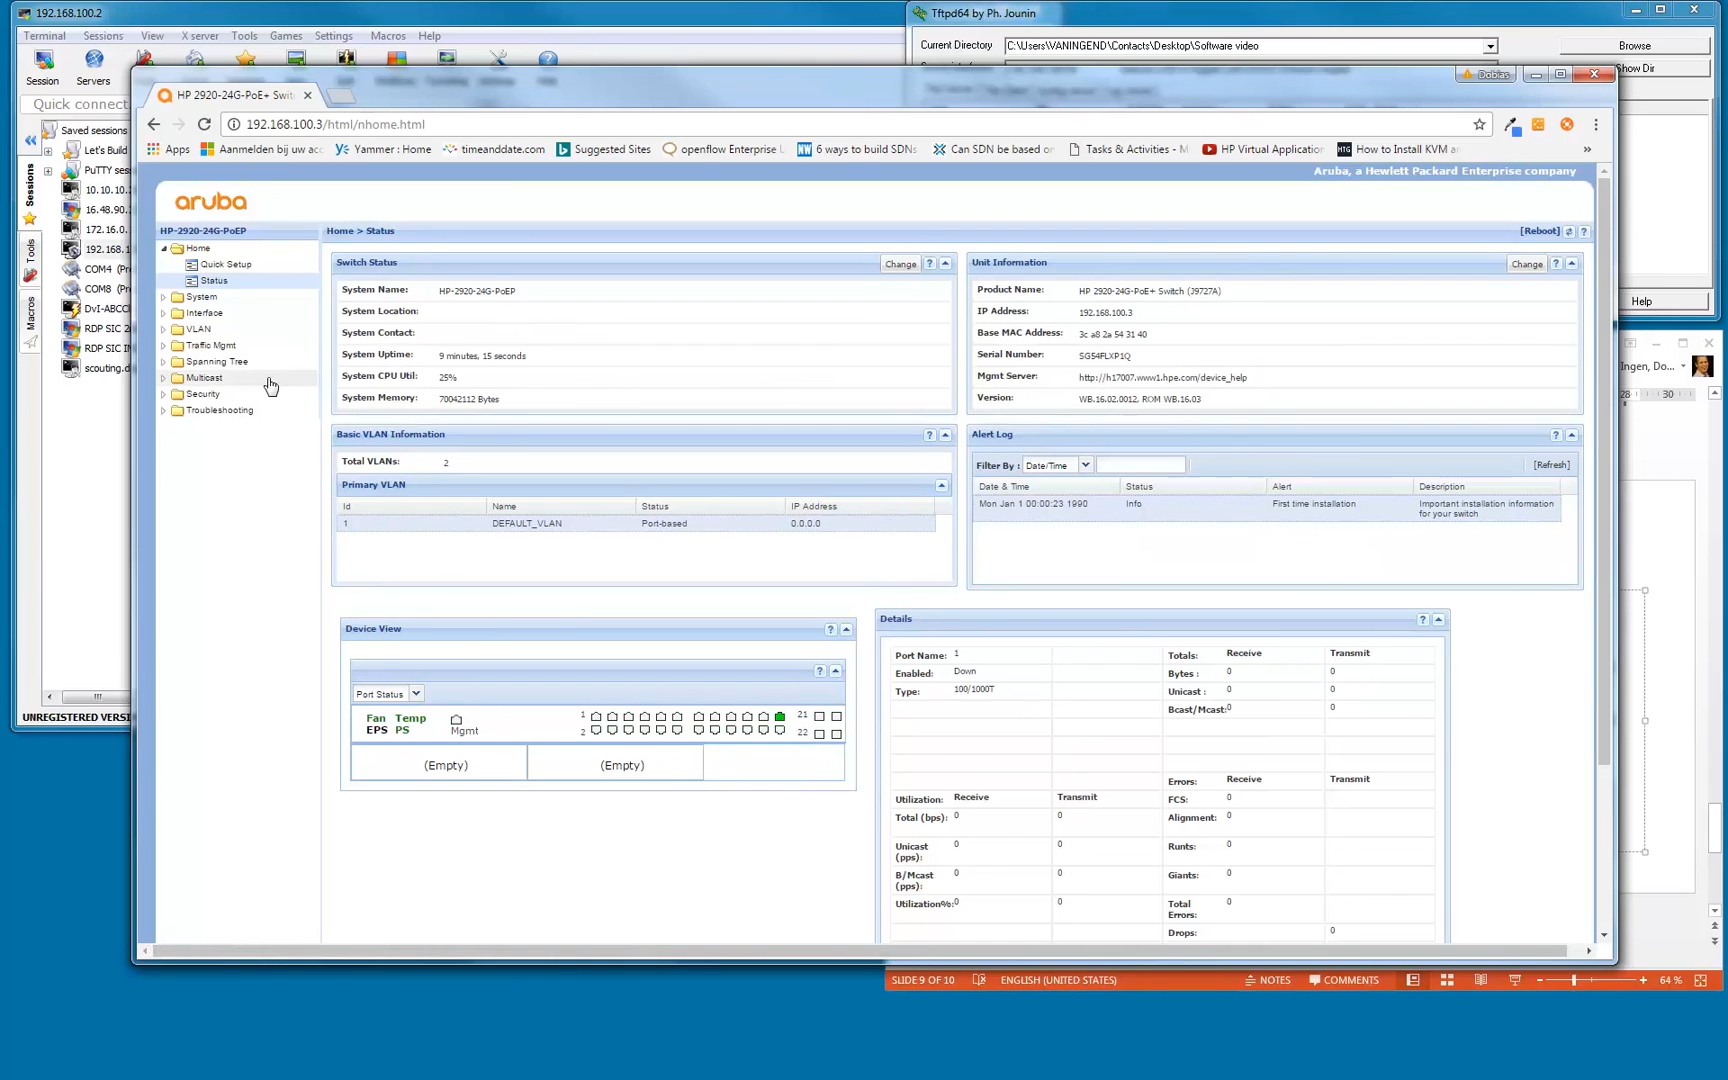 192.168.100.2
Terminal Sessions View X server Tools Games Settings Macros Help
Session Servers
Quick connect
Saved sessions
Let's Build
PuTTY sess
10.10.10.
16.48.90.
172.16.0.
192.168.1
COM4 (Pr
COM8 (Pr
DvI-ABCC
RDP SIC 2
RDP SIC I
scouting.d
Sessions
Tools
Macros
UNREGISTERED VERSI
Tftpd64 by Ph. Jounin
Current Directory C:\Users\VANINGEND\Contacts\Desktop\Software video Browse
Show Dir
Help
Dobias
HP 2920-24G-PoE+ Swit
192.168.100.3/html/nhome.html
Apps Aanmelden bij uw acc Yammer : Home timeanddate.com Suggested Sites openflow Enterprise 6 ways to build SDNs Can SDN be based on Tasks & Activities - M HP Virtual Application How to Install KVM a »
Aruba, a Hewlett Packard Enterprise company
aruba
HP-2920-24G-PoEP
Home
Quick Setup
Status
System
Interface
VLAN
Traffic Mgmt
Spanning Tree
Multicast
Security
Troubleshooting
Home > Status [Reboot] ?
Switch Status Change ?
System Name: HP-2920-24G-PoEP
System Location:
System Contact:
System Uptime: 9 minutes, 15 seconds
System CPU Util: 25%
System Memory: 70042112 Bytes
Unit Information Change ?
Product Name: HP 2920-24G-PoE+ Switch (J9727A)
IP Address: 192.168.100.3
Base MAC Address: 3c a8 2a 54 31 40
Serial Number: SG54FLXP1Q
Mgmt Server: http://h17007.www1.hpe.com/device_help
Version: WB.16.02.0012, ROM WB.16.03
Basic VLAN Information ?
Total VLANs: 2
Primary VLAN
Id Name Status IP Address
1 DEFAULT_VLAN Port-based 0.0.0.0
Alert Log ?
Filter By : Date/Time [Refresh]
Date & Time Status Alert Description
Mon Jan 1 00:00:23 1990 Info First time installation Important installation information
for your switch
Device View ?
?
Port Status
Fan Temp
EPS PS
Mgmt
1 21
2 22
(Empty) (Empty)
Details ?
Port Name: 1
Enabled: Down
Type: 100/1000T
Totals: Receive Transmit
Bytes : 0 0
Unicast : 0 0
Bcast/Mcast: 0 0
Utilization: Receive Transmit
Total (bps): 0 0
Unicast 0 0
(pps):
B/Mcast 0 0
(pps):
Utilization%: 0 0
Errors: Receive Transmit
FCS: 0
Alignment: 0
Runts: 0
Giants: 0
Total 0
Errors:
Drops: 0
Ingen, Do...
28 30
SLIDE 9 OF 10 ENGLISH (UNITED STATES) NOTES COMMENTS 64 %